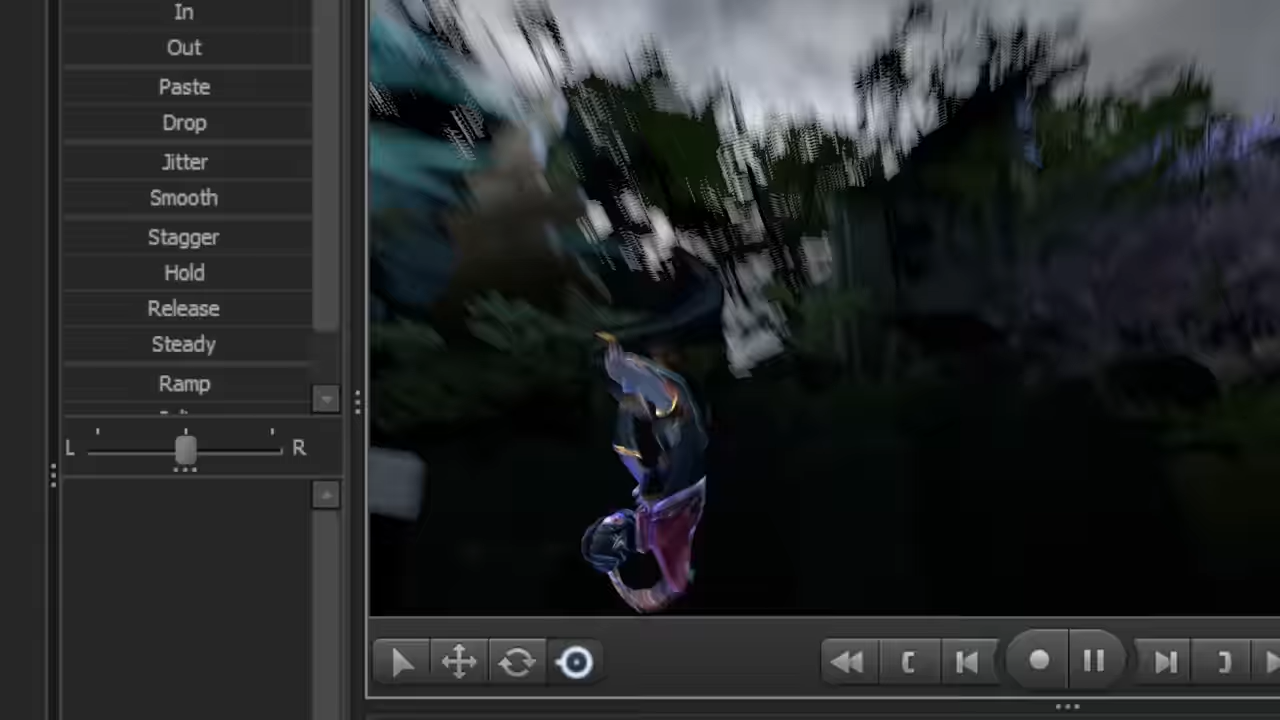 In
Out
Paste
Drop
Jitter
Smooth
Stagger
Hold
Release
Steady
Ramp
L R